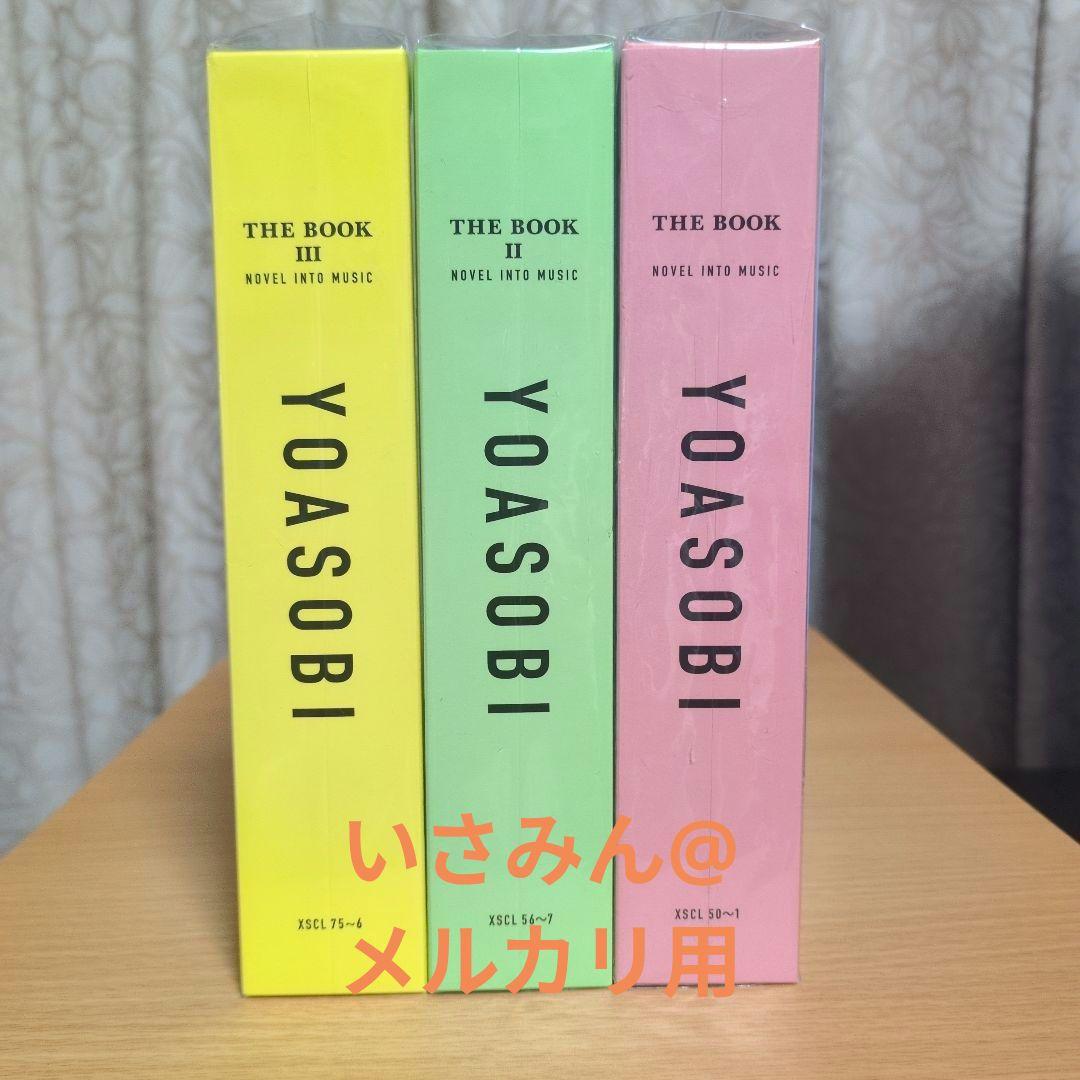 THE BOOK
III
NOVEL INTO MUSIC
YOASOBI
XSCL 75~6
THE BOOK
II
NOVEL INTO MUSIC
YOASOBI
XSCL 56~7
THE BOOK
NOVEL INTO MUSIC
YOASOBI
XSCL 50~1
いさみん@
メルカリ用